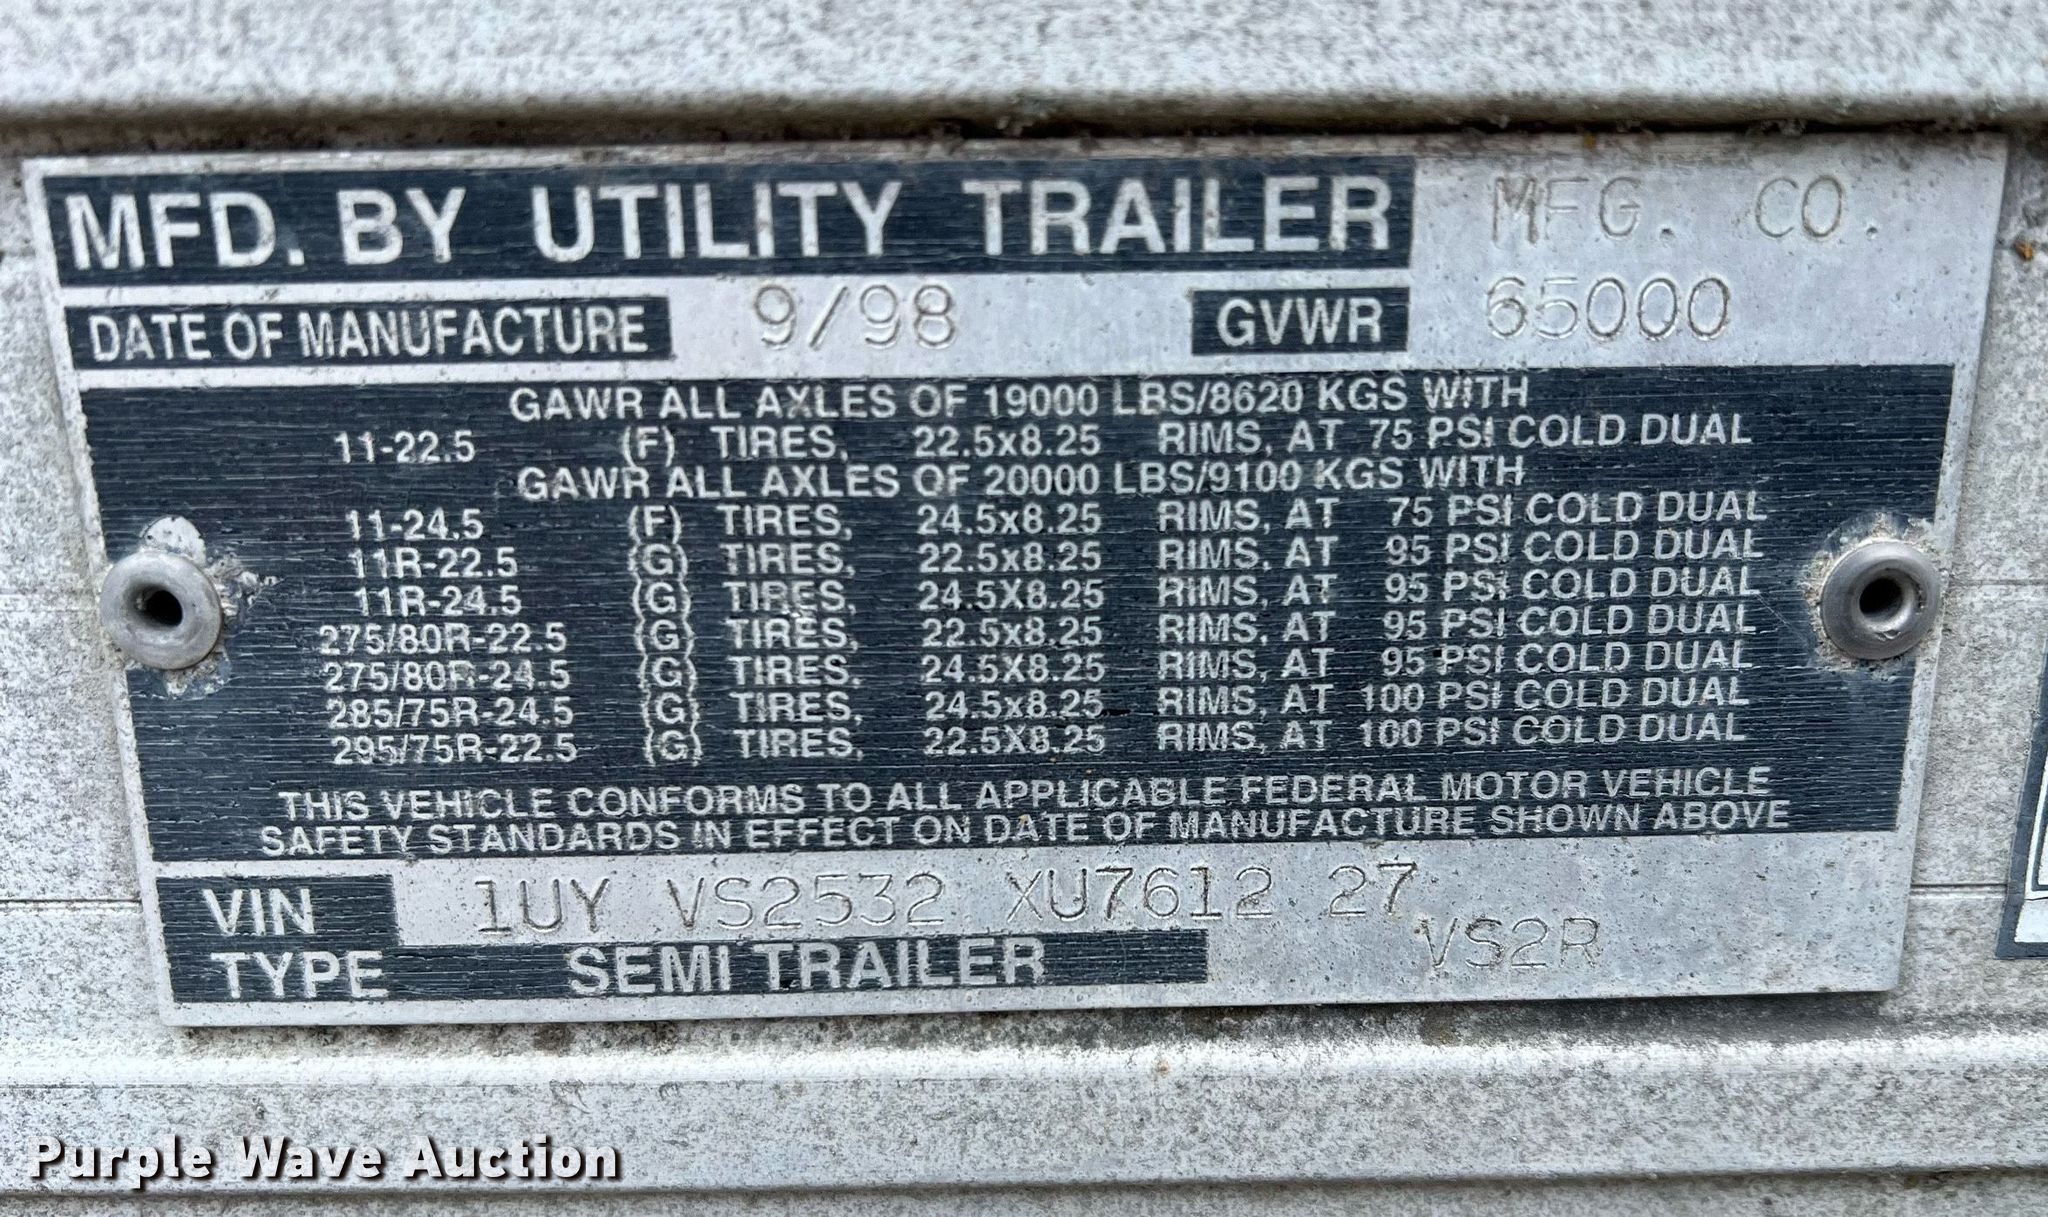 MFD. BY UTILITY TRAILER MFG. CO.
DATE OF MANUFACTURE 9/98 GVWR 65000
GAWR ALL AXLES OF 19000 LBS/8620 KGS WITH
11-22.5 (F) TIRES, 22.5x8.25 RIMS, AT 75 PSI COLD DUAL
GAWR ALL AXLES OF 20000 LBS/9100 KGS WITH
11-24.5 (F) TIRES, 24.5x8.25 RIMS, AT 75 PSI COLD DUAL
11R-22.5 (G) TIRES, 22.5x8.25 RIMS, AT 95 PSI COLD DUAL
11R-24.5 (G) TIRES, 24.5X8.25 RIMS, AT 95 PSI COLD DUAL
275/80R-22.5 (G) TIRES, 22.5x8.25 RIMS, AT 95 PSI COLD DUAL
275/80R-24.5 (G) TIRES, 24.5X8.25 RIMS, AT 95 PSI COLD DUAL
285/75R-24.5 (G) TIRES, 24.5x8.25 RIMS, AT 100 PSI COLD DUAL
295/75R-22.5 (G) TIRES, 22.5X8.25 RIMS, AT 100 PSI COLD DUAL
THIS VEHICLE CONFORMS TO ALL APPLICABLE FEDERAL MOTOR VEHICLE
SAFETY STANDARDS IN EFFECT ON DATE OF MANUFACTURE SHOWN ABOVE
VIN 1UY VS2532 XU7612 27
TYPE SEMI TRAILER VS2R
Purple Wave Auction